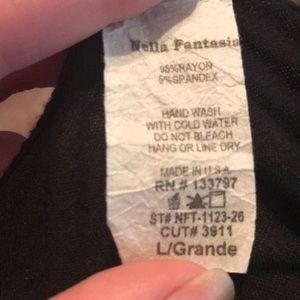 Nella Fantasia
95%RAYON
5%SPANDEX
HAND WASH
WITH COLD WATER
DO NOT BLEACH
HANG OR LINE DRY
MADE IN U.S.A
RN # 133797
ST# NFT-1123-26
CUT# 3911
L/Grande